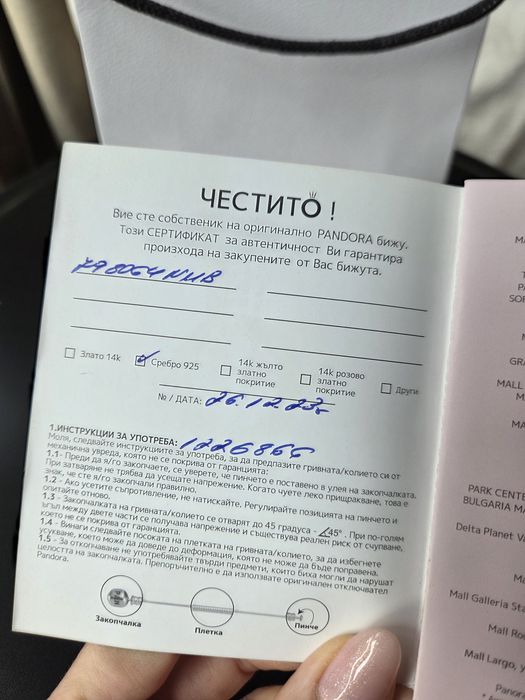 ЧЕСТИТО !
Вие сте собственик на оригинално PANDORA бижу.
Този СЕРТИФИКАТ за автентичност Ви гарантира
произхода на закупените от Вас бижута.
798064NMB
Злато 14k
Сребро 925
14k жълто
златно
покритие
14k розово
златно
покритие
Други
№ / ДАТА: 26.12.23г
1.ИНСТРУКЦИИ ЗА УПОТРЕБА: 1226866
Моля, следвайте инструкциите за употреба, за да предпазите гривната/колието си от
механична увреда, която не се покрива от гаранцията:
1.1- Преди да я/го закопчаете, се уверете, че пинчето е поставено в улея на закопчалката.
При затваряне не трябва да усещате напрежение. Когато чуете леко прищракване, това е
знак, че сте я/го закопчали правилно.
1.2 - Ако усетите съпротивление, не натискайте. Регулирайте позицията на пинчето и
опитайте отново.
1.3 - Закопчалката на гривната/колието се отварят до 45 градуса - 45° . При по-голям
ъгъл между двете части се получава напрежение и съществува реален риск от счупване,
което не се покрива от гаранцията.
1.4 - Винаги следвайте посоката на плетката на гривната/колието, за да избегнете
усукване, което може да доведе до деформация, която не може да бъде поправена.
1.5 - За откопчаване не употребявайте твърди предмети, които биха могли да нарушат
целостта на закопчалката. Препоръчително е да използвате оригинален отключвател
Pandora.
Закопчалка
Плетка
Пинче
MALL
PARK CENTE
BULGARIA MA
Delta Planet Va
Mall Galleria Sta
Mall Ro
Mall Largo, у